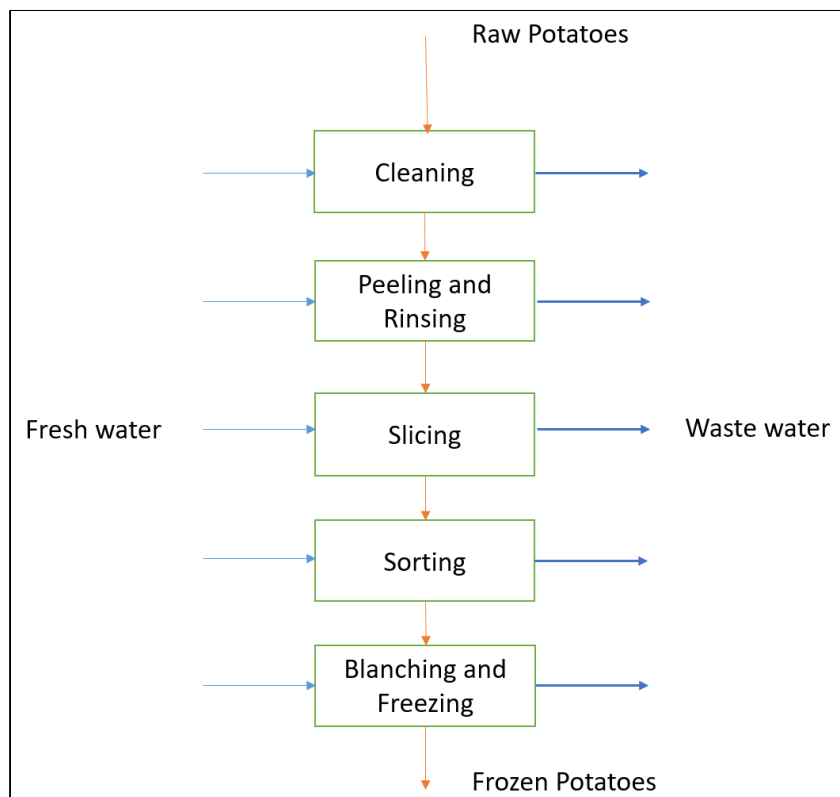 Raw Potatoes
Cleaning
Peeling and
Rinsing
Fresh water
Slicing
Waste water
Sorting
Blanching and
Freezing
Frozen Potatoes